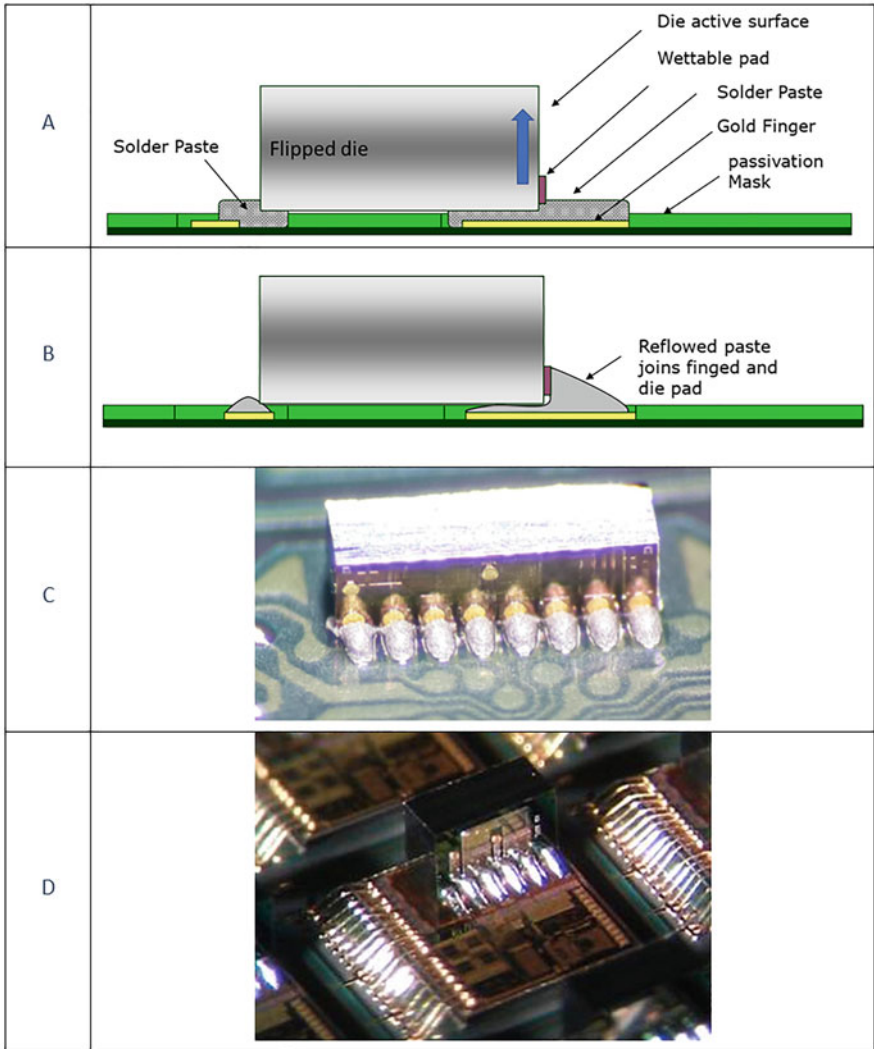 A
Die active surface
Wettable pad
Solder Paste
Gold Finger
passivation
Mask
Solder Paste
Flipped die
B
Reflowed paste
joins finged and
die pad
C
D